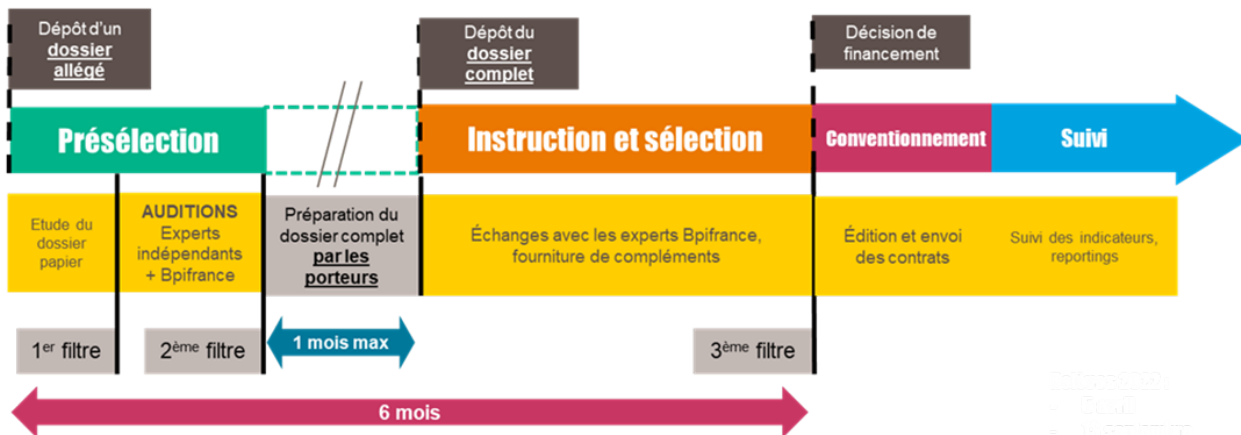 Dépôt d'un
dossier
allégé
Dépôt du
dossier
complet
Décision de
financement
Présélection
Instruction et sélection
Conventionnement
Suivi
Etude du
dossier
papier
AUDITIONS
Experts
indépendants
+ Bpifrance
Préparation du
dossier complet
par les
porteurs
Échanges avec les experts Bpifrance,
fourniture de compléments
Édition et envoi
des contrats
Suivi des indicateurs,
reportings
1er filtre
2ème filtre
1 mois max
3ème filtre
6 mois